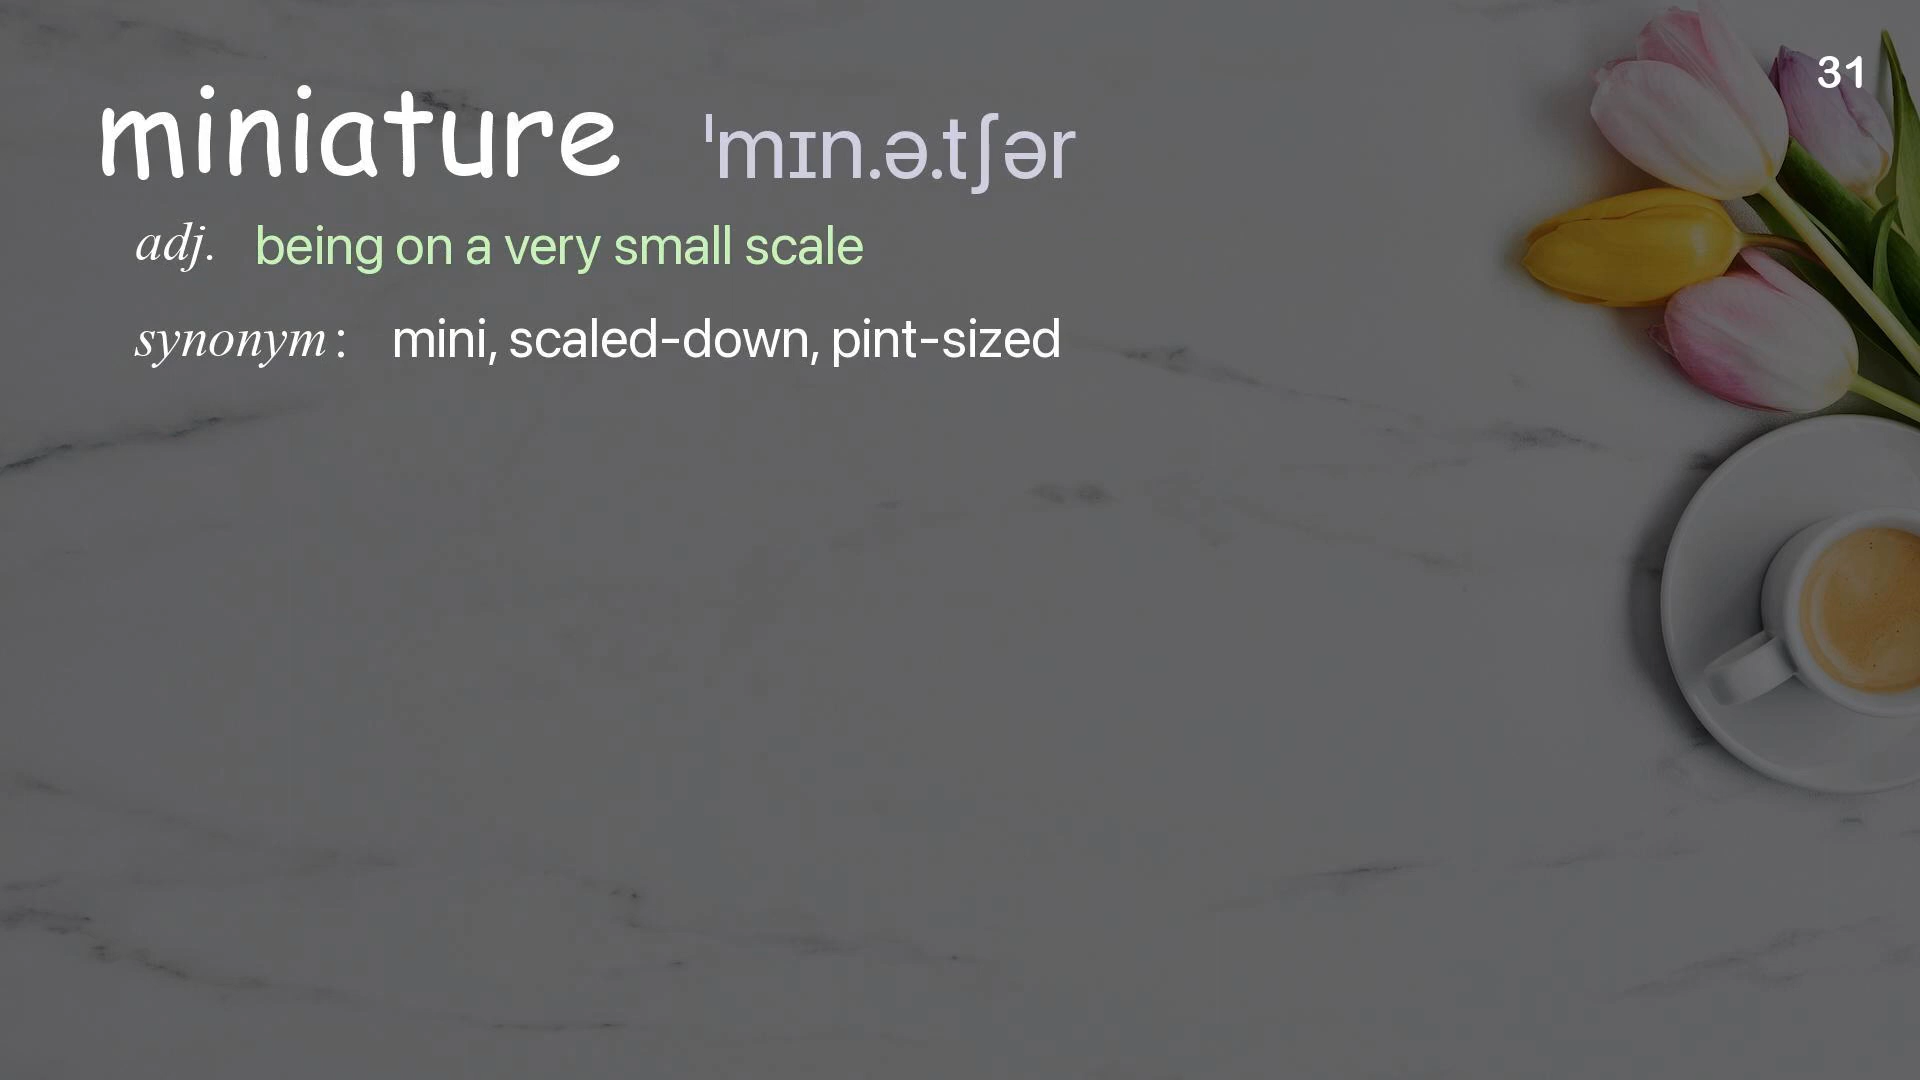 31
miniature ˈmɪn.ə.tʃər
adj. being on a very small scale
synonym: mini, scaled-down, pint-sized